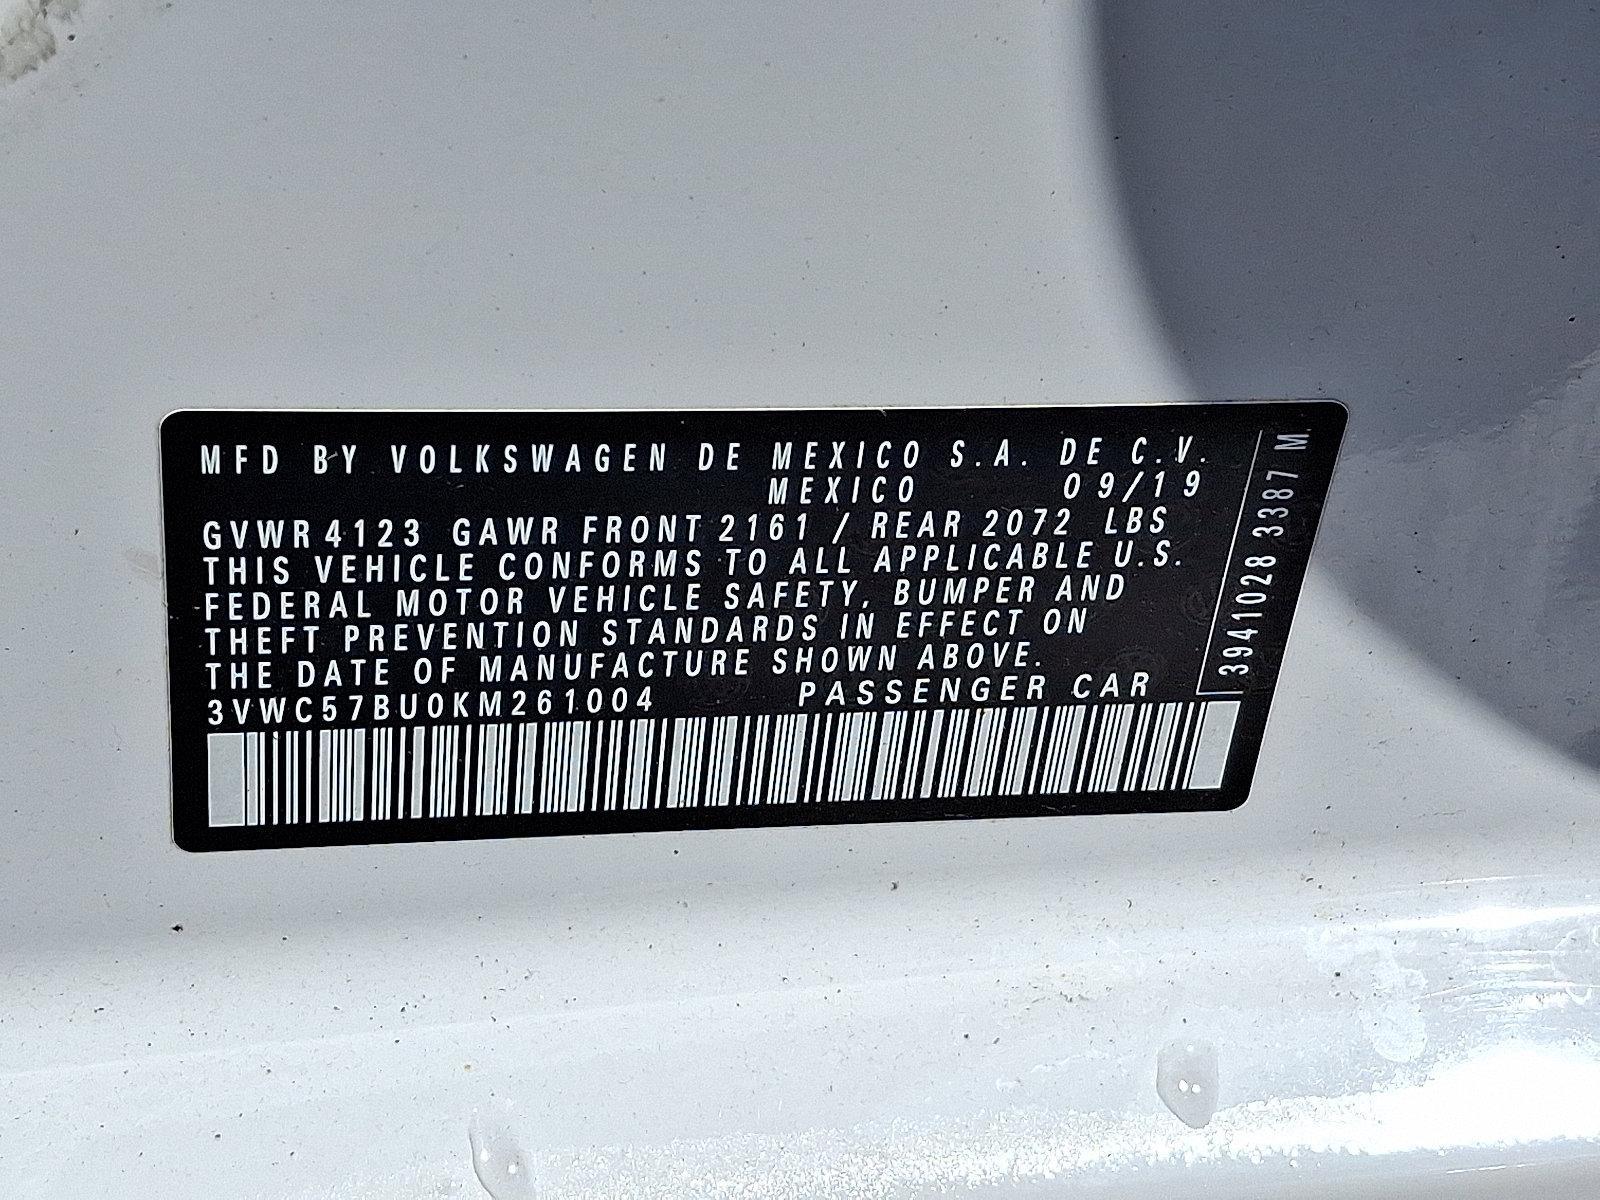 MFD BY VOLKSWAGEN DE MEXICO S.A. DE C.V.
MEXICO 09/19
GVWR 4123 GAWR FRONT 2161 / REAR 2072 LBS
THIS VEHICLE CONFORMS TO ALL APPLICABLE U.S.
FEDERAL MOTOR VEHICLE SAFETY, BUMPER AND
THEFT PREVENTION STANDARDS IN EFFECT ON
THE DATE OF MANUFACTURE SHOWN ABOVE.
3VWC57BU0KM261004 PASSENGER CAR
3941028 3387 M